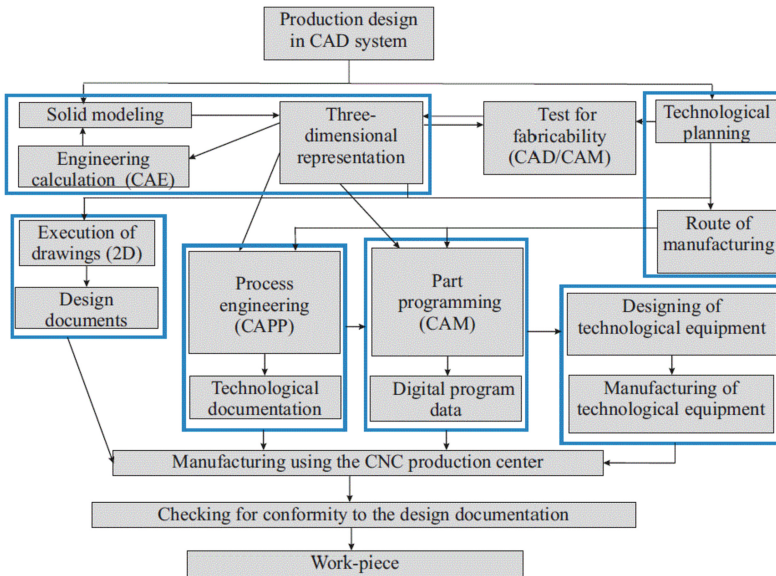 Production design
in CAD system
Solid modeling
Three-
dimensional
representation
Test for
fabricability
(CAD/CAM)
Technological
planning
Engineering
calculation (CAE)
Execution of
drawings (2D)
Route of
manufacturing
Process
engineering
(CAPP)
Part
programming
(CAM)
Design
documents
Designing of
technological equipment
Technological
documentation
Digital program
data
Manufacturing of
technological equipment
Manufacturing using the CNC production center
Checking for conformity to the design documentation
Work-piece